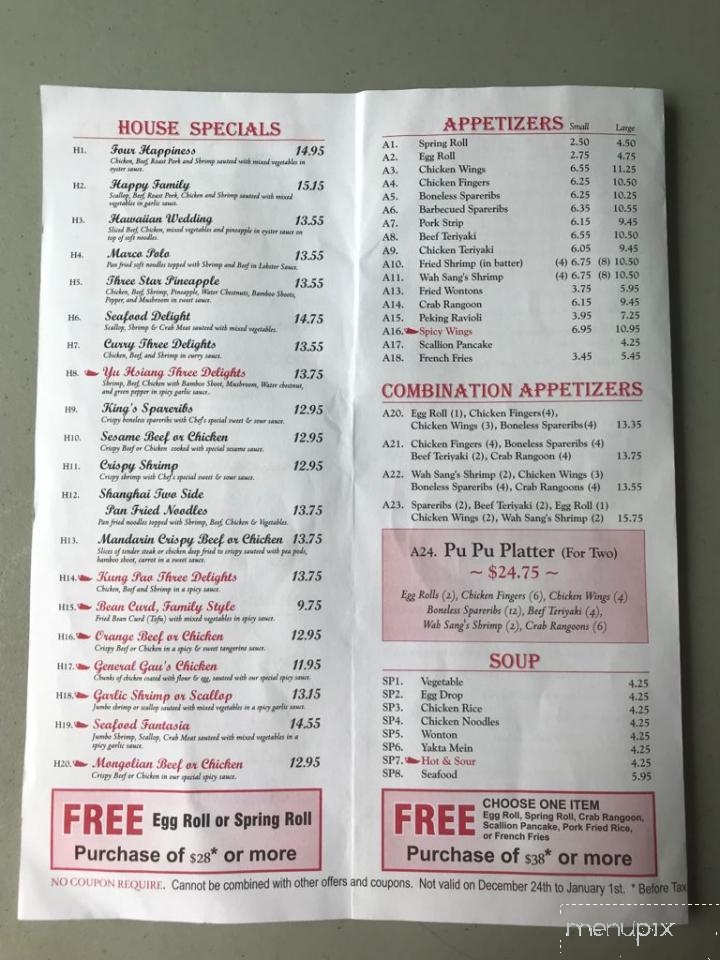 HOUSE SPECIALS
H1. Four Happiness 14.95
Chicken, Beef, Roast Pork and Shrimp sauteed with mixed vegetables in
oyster sauce.
H2. Happy Family 15.15
Scallop, Beef, Roast Pork, Chicken and Shrimp sauteed with mixed
vegetables in garlic sauce.
H3. Hawaiian Wedding 13.55
Sliced Beef, Chicken, mixed vegetables and pineapple in oyster sauce on
top of soft noodles.
H4. Marco Polo 13.55
Pan fried soft noodles topped with Shrimp and Beef in Lobster Sauce.
H5. Three Star Pineapple 13.55
Chicken, Beef, Shrimp, Pineapple, Water Chestnuts, Bamboo Shoots,
Pepper, and Mushroom in sweet sauce.
H6. Seafood Delight 14.75
Scallop, Shrimp & Crab Meat sauteed with mixed vegetables.
H7. Curry Three Delights 13.55
Chicken, Beef, and Shrimp in curry sauce.
H8. Yu Hsiang Three Delights 13.75
Shrimp, Beef, Chicken with Bamboo Shoot, Mushroom, Water chestnut,
and green pepper in spicy garlic sauce.
H9. King's Spareribs 12.95
Crispy boneless spareribs with Chef's special sweet & sour sauce.
H10. Sesame Beef or Chicken 12.95
Crispy Beef or Chicken cooked with special sesame sauce.
H11. Crispy Shrimp 12.95
Crispy shrimp with Chef's special sweet & sour sauce.
H12. Shanghai Two Side
Pan Fried Noodles 13.75
Pan fried noodles topped with Shrimp, Beef, Chicken & Vegetables.
H13. Mandarin Crispy Beef or Chicken 13.75
Slices of tender steak or chicken deep fried to crispy sauteed with pea pods,
bamboo shoot, carrot in a sweet sauce.
H14. Kung Pao Three Delights 13.75
Chicken, Beef and Shrimp in a spicy sauce.
H15. Bean Curd, Family Style 9.75
Fried Bean Curd (Tofu) with mixed vegetables in spicy sauce.
H16. Orange Beef or Chicken 12.95
Crispy Beef or Chicken in a spicy & sweet tangerine sauce.
H17. General Gau's Chicken 11.95
Chunks of chicken coated with flour & egg, sauteed with our special spicy sauce.
H18. Garlic Shrimp or Scallop 13.15
Jumbo shrimp or scallop sauteed with mixed vegetables in a spicy garlic sauce.
H19. Seafood Fantasia 14.55
Jumbo Shrimp, Scallop, Crab Meat sauteed with mixed vegetables in a
spicy garlic sauce.
H20. Mongolian Beef or Chicken 12.95
Crispy Beef or Chicken in our special spicy sauce.
FREE Egg Roll or Spring Roll
Purchase of $28* or more
APPETIZERS Small Large
A1. Spring Roll 2.50 4.50
A2. Egg Roll 2.75 4.75
A3. Chicken Wings 6.55 11.25
A4. Chicken Fingers 6.25 10.50
A5. Boneless Spareribs 6.25 10.25
A6. Barbecued Spareribs 6.35 10.55
A7. Pork Strip 6.15 9.45
A8. Beef Teriyaki 6.55 10.50
A9. Chicken Teriyaki 6.05 9.45
A10. Fried Shrimp (in batter) (4) 6.75 (8) 10.50
A11. Wah Sang's Shrimp (4) 6.75 (8) 10.50
A13. Fried Wontons 3.75 5.95
A14. Crab Rangoon 6.15 9.45
A15. Peking Ravioli 3.95 7.25
A16. Spicy Wings 6.95 10.95
A17. Scallion Pancake 4.25
A18. French Fries 3.45 5.45
COMBINATION APPETIZERS
A20. Egg Roll (1), Chicken Fingers(4),
Chicken Wings (3), Boneless Spareribs(4) 13.35
A21. Chicken Fingers (4), Boneless Spareribs (4)
Beef Teriyaki (2), Crab Rangoon (4) 13.75
A22. Wah Sang's Shrimp (2), Chicken Wings (3)
Boneless Spareribs (4), Crab Rangoons (4) 13.55
A23. Spareribs (2), Beef Teriyaki (2), Egg Roll (1)
Chicken Wings (2), Wah Sang's Shrimp (2) 15.75
A24. Pu Pu Platter (For Two)
~ $24.75 ~
Egg Rolls (2), Chicken Fingers (6), Chicken Wings (4)
Boneless Spareribs (12), Beef Teriyaki (4),
Wah Sang's Shrimp (2), Crab Rangoons (6)
SOUP
SP1. Vegetable 4.25
SP2. Egg Drop 4.25
SP3. Chicken Rice 4.25
SP4. Chicken Noodles 4.25
SP5. Wonton 4.25
SP6. Yakta Mein 4.25
SP7. Hot & Sour 4.25
SP8. Seafood 5.95
FREE CHOOSE ONE ITEM
Egg Roll, Spring Roll, Crab Rangoon,
Scallion Pancake, Pork Fried Rice,
or French Fries
Purchase of $38* or more
NO COUPON REQUIRE. Cannot be combined with other offers and coupons. Not valid on December 24th to January 1st. * Before Tax
menupix